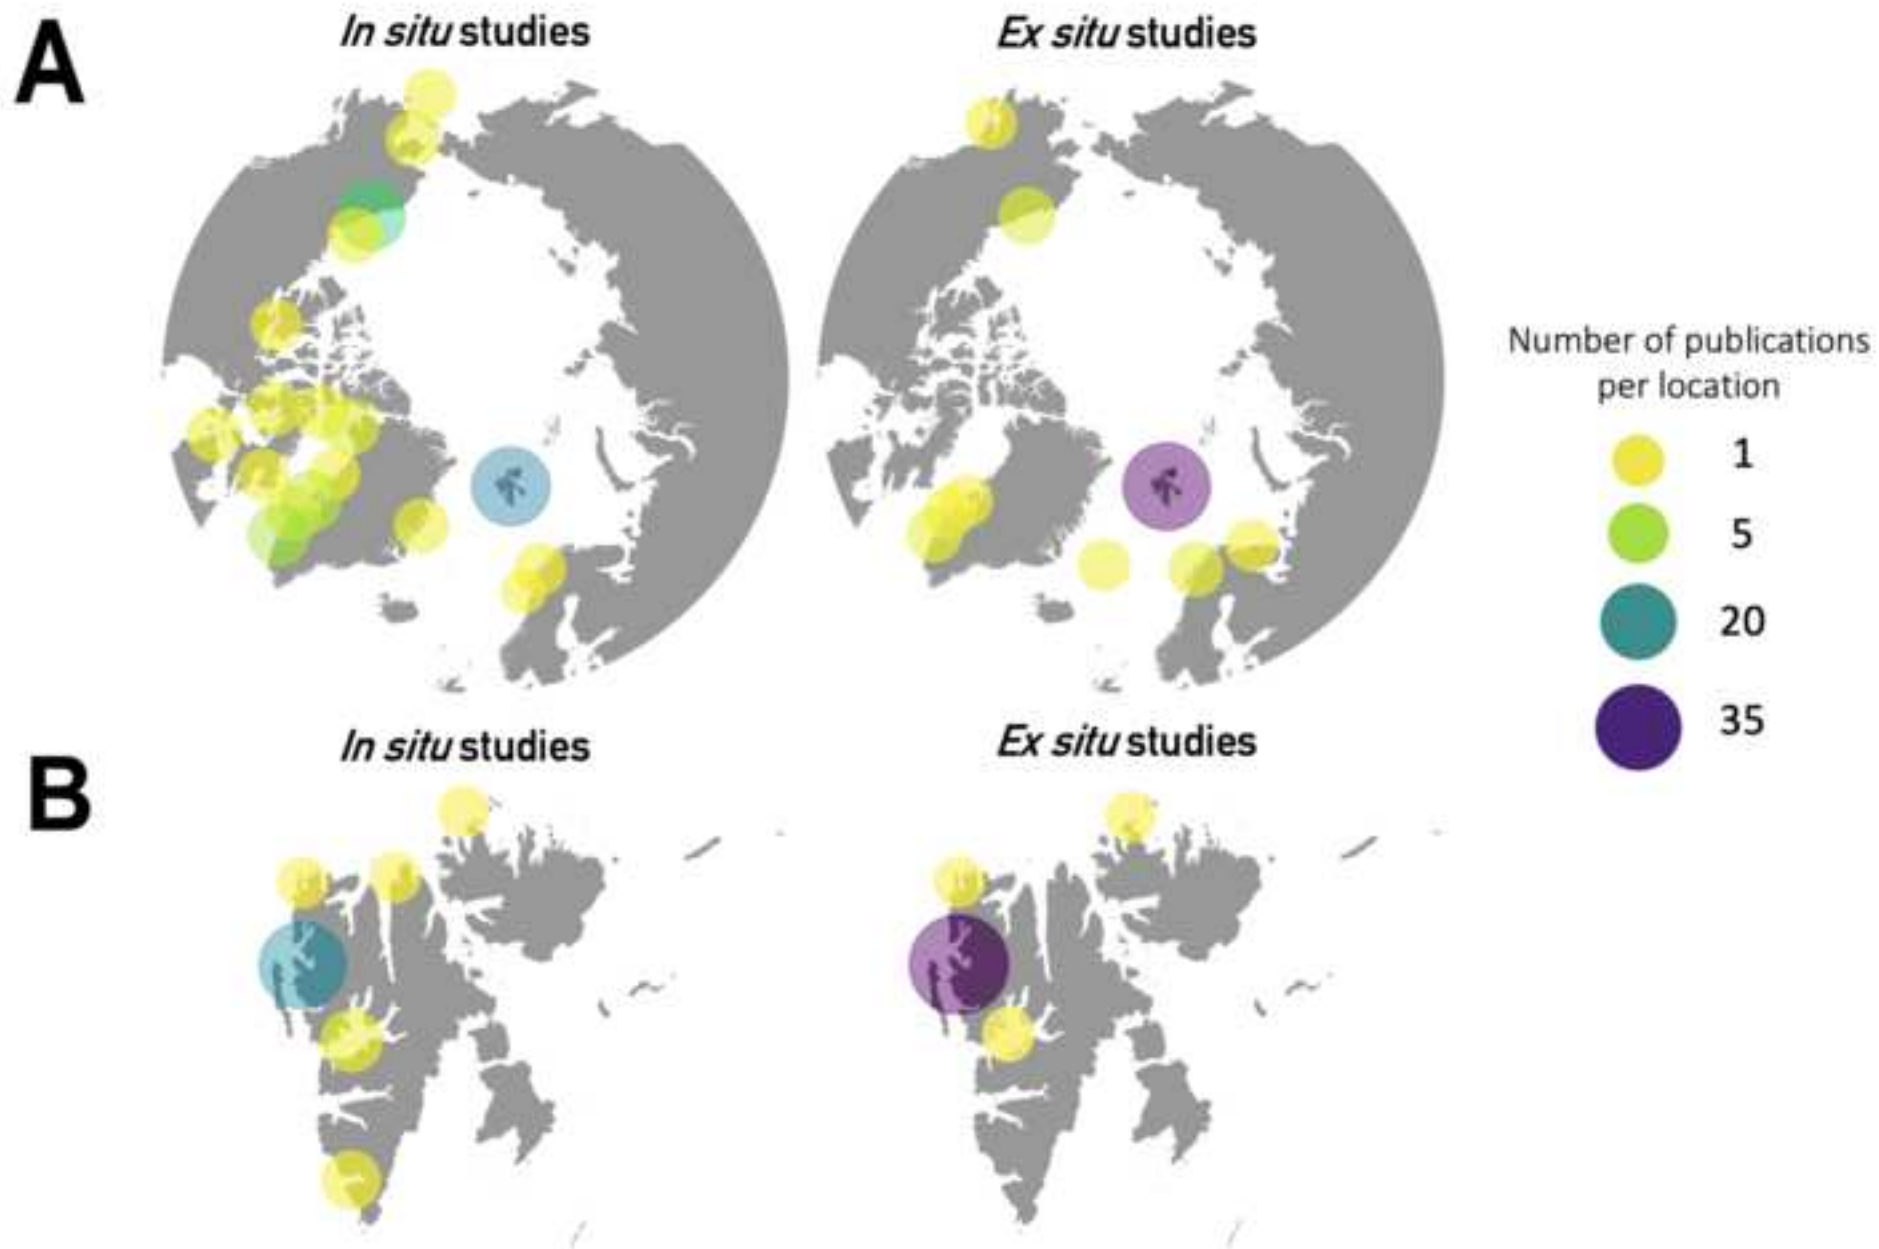 A
In situ studies
Ex situ studies
Number of publications
per location
1
5
20
35
B
In situ studies
Ex situ studies